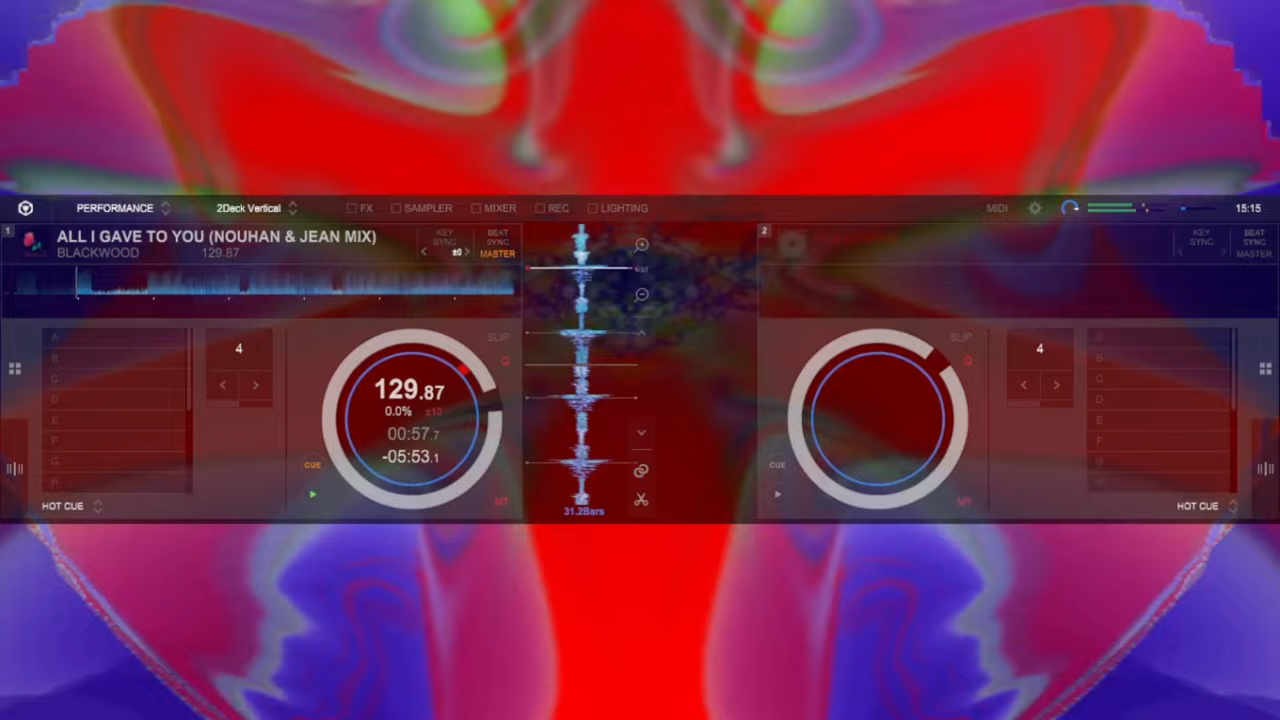 PERFORMANCE 2Deck Vertical FX SAMPLER MIXER REC LIGHTING MIDI 15:15
1 ALL I GAVE TO YOU (NOUHAN & JEAN MIX)
BLACKWOOD 129.87
KEY SYNC
±0
BEAT SYNC
MASTER
2
KEY SYNC
BEAT SYNC
MASTER
A
B
C
D
E
F
G
H
4
HOT CUE
CUE
129.87
0.0% ±10
00:57.7
-05:53.1
SLIP
Q
MT
31.2Bars
CUE
SLIP
Q
MT
4
A
B
C
D
E
F
G
HOT CUE